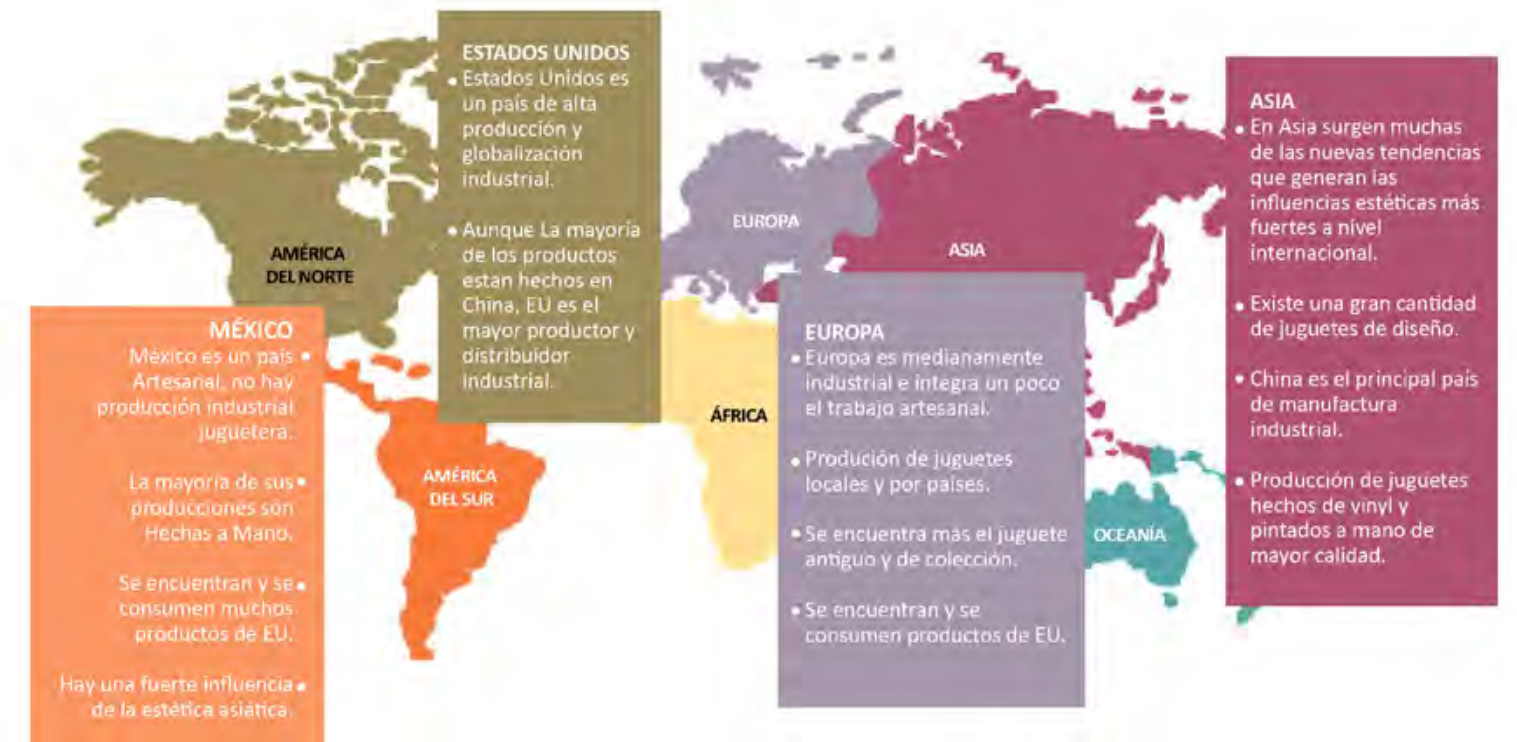 ESTADOS UNIDOS
• Estados Unidos es
un país de alta
producción y
globalización
industrial.
• Aunque La mayoría
de los productos
estan hechos en
China, EU es el
mayor productor y
distribuidor
industrial.
AMÉRICA
DEL NORTE
MÉXICO
México es un país •
Artesanal, no hay
producción industrial
juguetera.
La mayoría de sus •
producciones són
Hechas a Mano.
Se encuentran y se •
consumen muchos
productos de EU.
Hay una fuerte influencia •
de la estética asiática.
AMÉRICA
DEL SUR
EUROPA
ÁFRICA
ASIA
EUROPA
• Europa es medianamente
industrial e integra un poco
el trabajo artesanal.
• Produción de juguetes
locales y por países.
• Se encuentra más el juguete
antiguo y de colección.
• Se encuentran y se
consumen productos de EU.
OCEANÍA
ASIA
• En Asia surgen muchas
de las nuevas tendencias
que generan las
influencias estéticas más
fuertes a nivel
internacional.
• Existe una gran cantidad
de juguetes de diseño.
• China es el principal país
de manufactura
industrial.
• Producción de juguetes
hechos de vinyl y
pintados a mano de
mayor calidad.